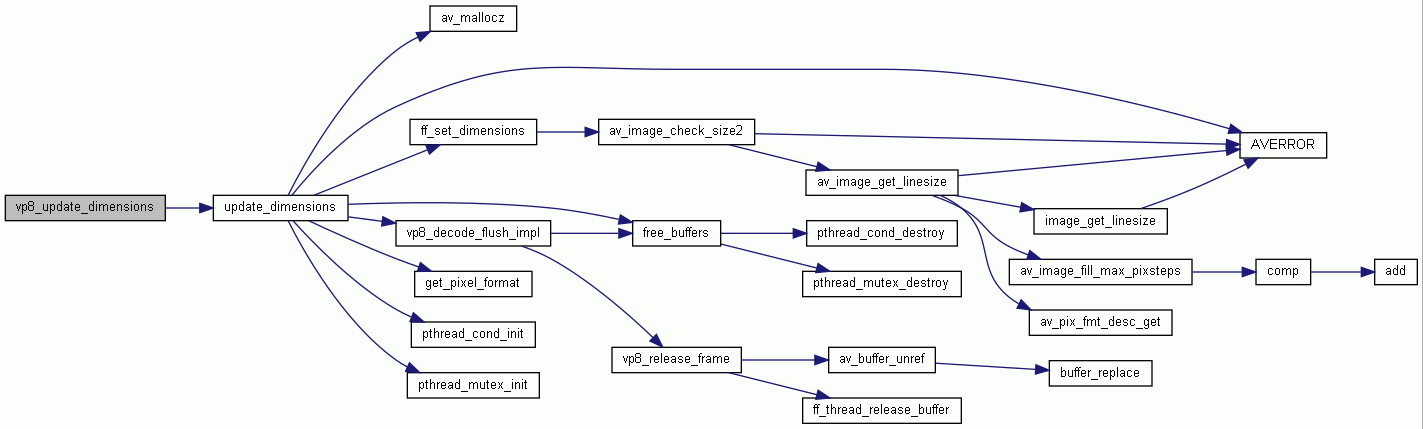 av_mallocz
ff_set_dimensions
av_image_check_size2
AVERROR
av_image_get_linesize
vp8_update_dimensions
update_dimensions
image_get_linesize
vp8_decode_flush_impl
free_buffers
pthread_cond_destroy
av_image_fill_max_pixsteps
comp
add
get_pixel_format
pthread_mutex_destroy
av_pix_fmt_desc_get
pthread_cond_init
vp8_release_frame
av_buffer_unref
buffer_replace
pthread_mutex_init
ff_thread_release_buffer